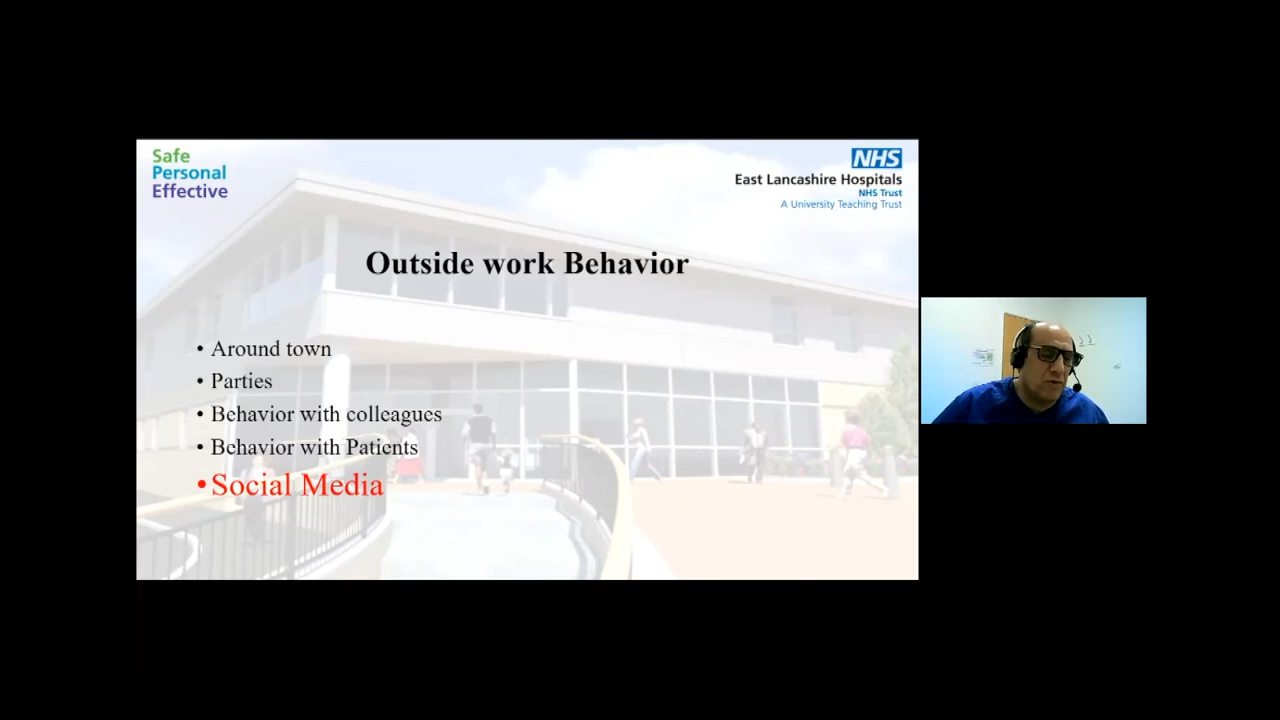 Safe
Personal
Effective
NHS
East Lancashire Hospitals
NHS Trust
A University Teaching Trust
Outside work Behavior
• Around town
• Parties
• Behavior with colleagues
• Behavior with Patients
• Social Media